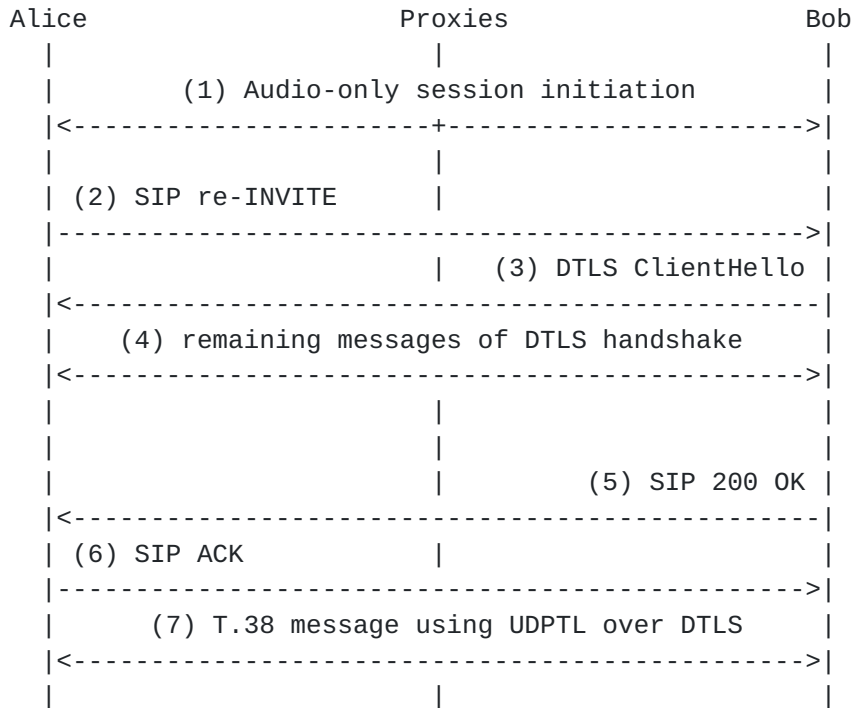 Alice Proxies Bob
(1) Audio-only session initiation
(2) SIP re-INVITE
(3) DTLS ClientHello
(4) remaining messages of DTLS handshake
(5) SIP 200 OK
(6) SIP ACK
(7) T.38 message using UDPTL over DTLS